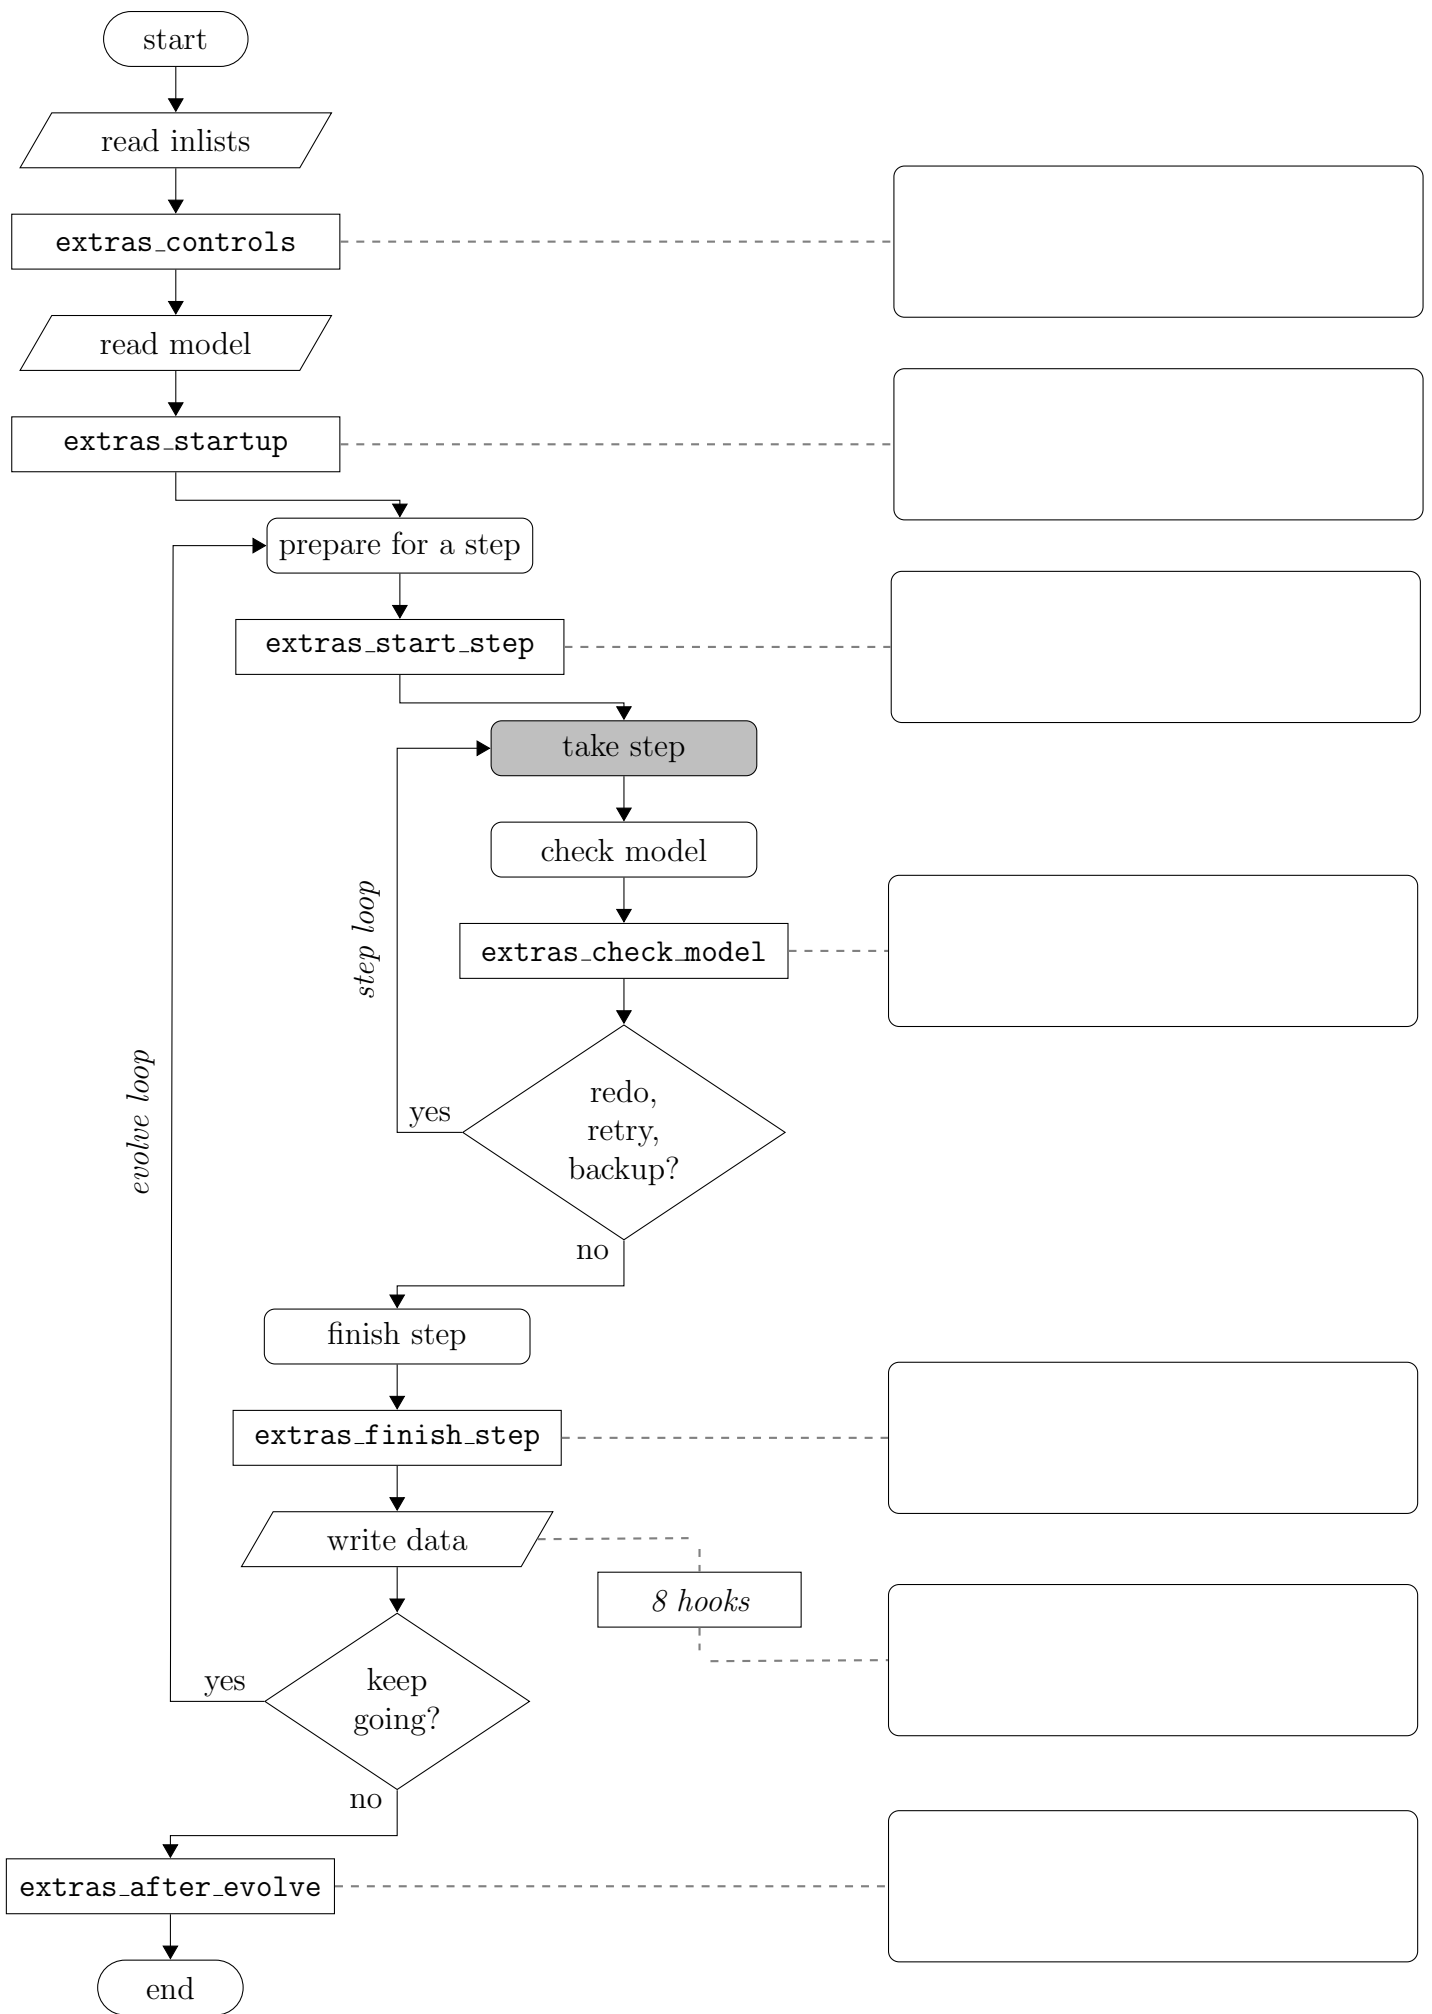 start
read inlists
extras_controls
read model
extras_startup
prepare for a step
extras_start_step
take step
check model
step loop
extras_check_model
evolve loop
redo,
retry,
backup?
yes
no
finish step
extras_finish_step
write data
8 hooks
keep
going?
yes
no
extras_after_evolve
end